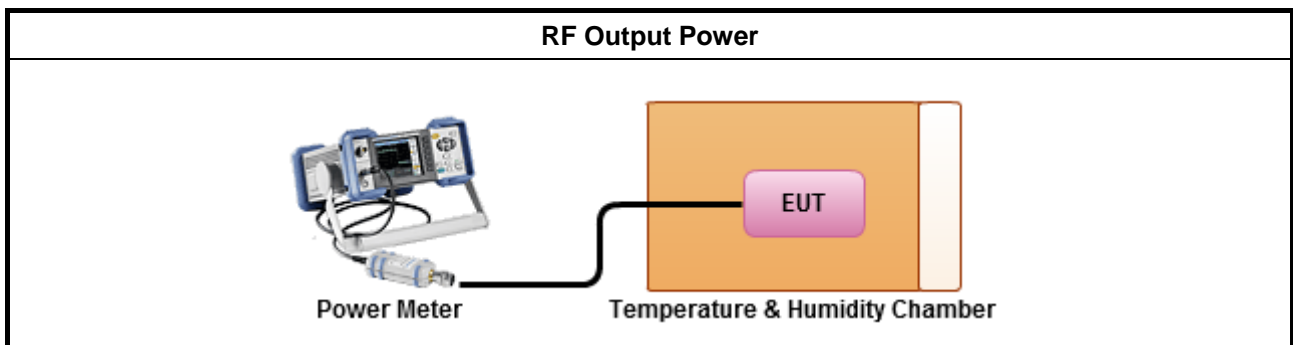 RF Output Power
EUT
Power Meter
Temperature & Humidity Chamber